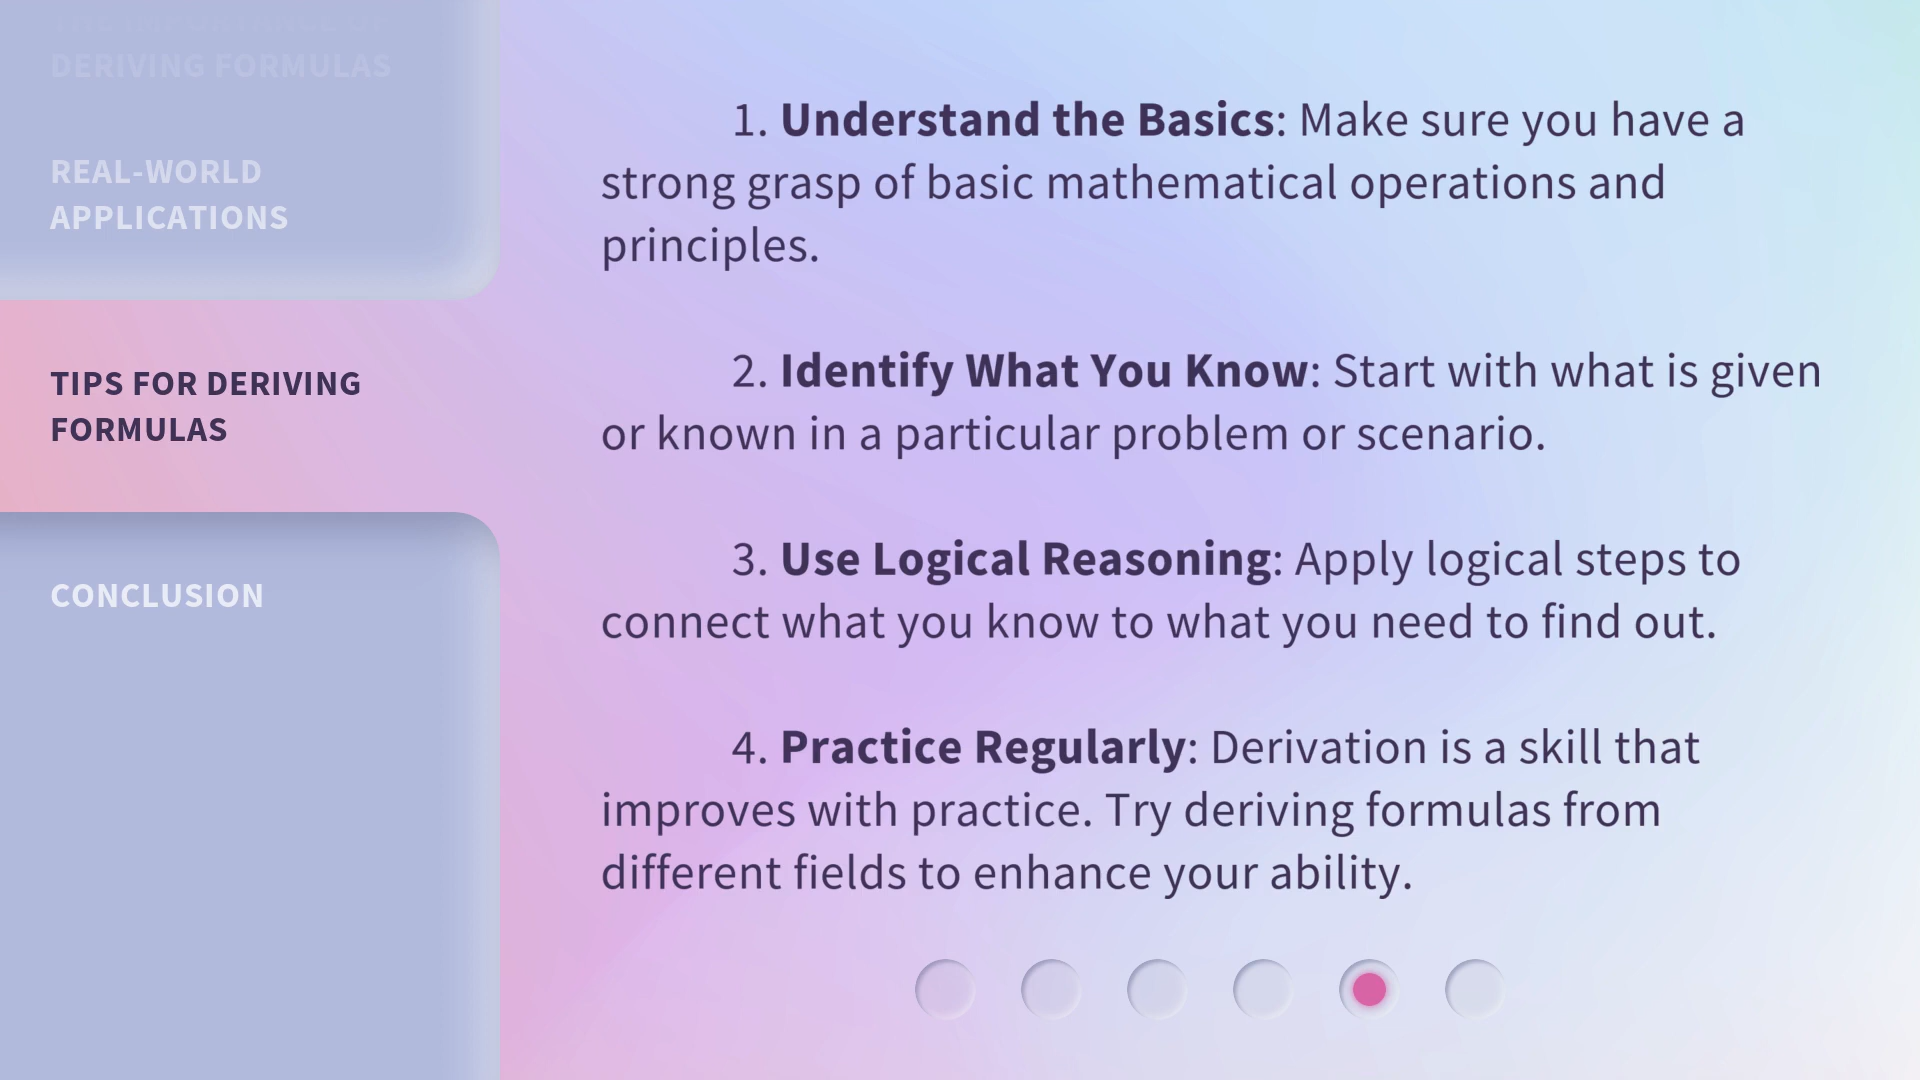 DERIVING FORMULAS
REAL-WORLD
APPLICATIONS
TIPS FOR DERIVING
FORMULAS
CONCLUSION
1. Understand the Basics: Make sure you have a
strong grasp of basic mathematical operations and
principles.
2. Identify What You Know: Start with what is given
or known in a particular problem or scenario.
3. Use Logical Reasoning: Apply logical steps to
connect what you know to what you need to find out.
4. Practice Regularly: Derivation is a skill that
improves with practice. Try deriving formulas from
different fields to enhance your ability.